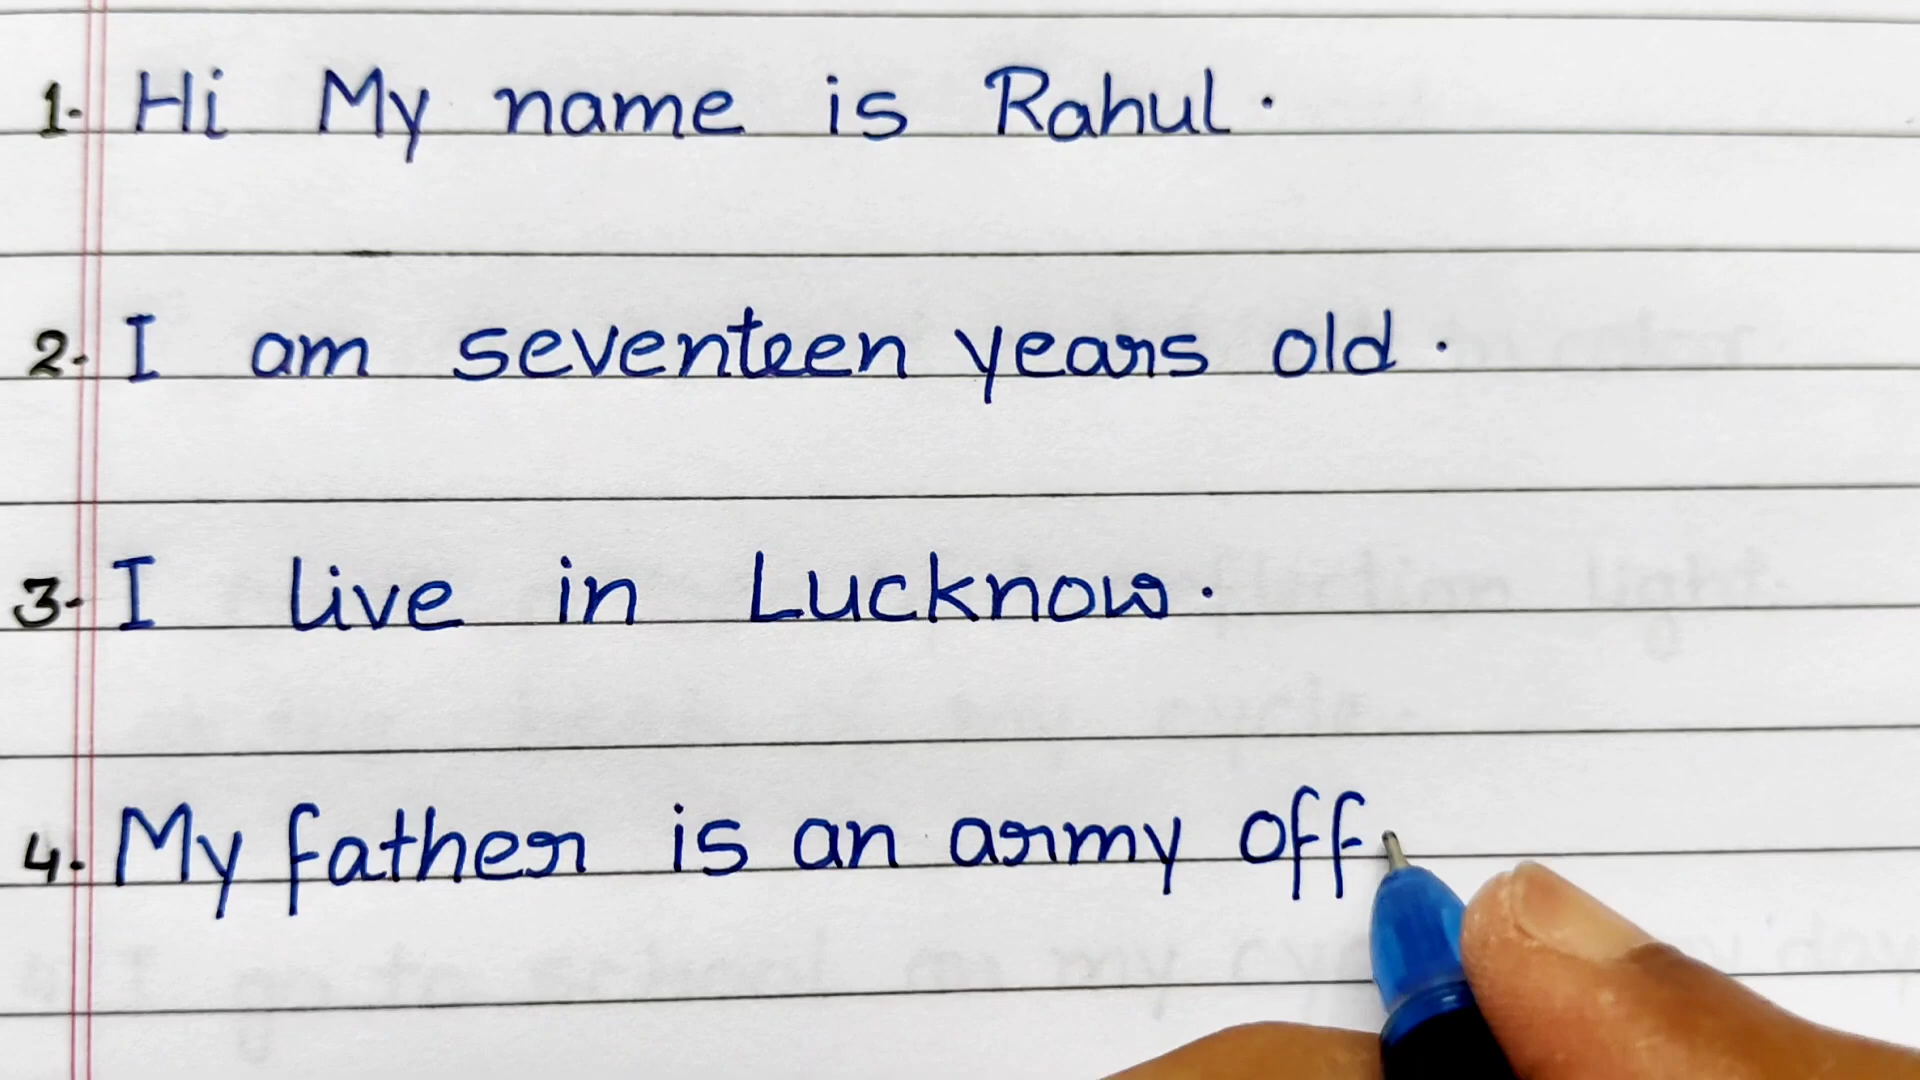 1. Hi My name is Rahul.
2. I am seventeen years old.
3. I live in Lucknow.
4. My father is an army off